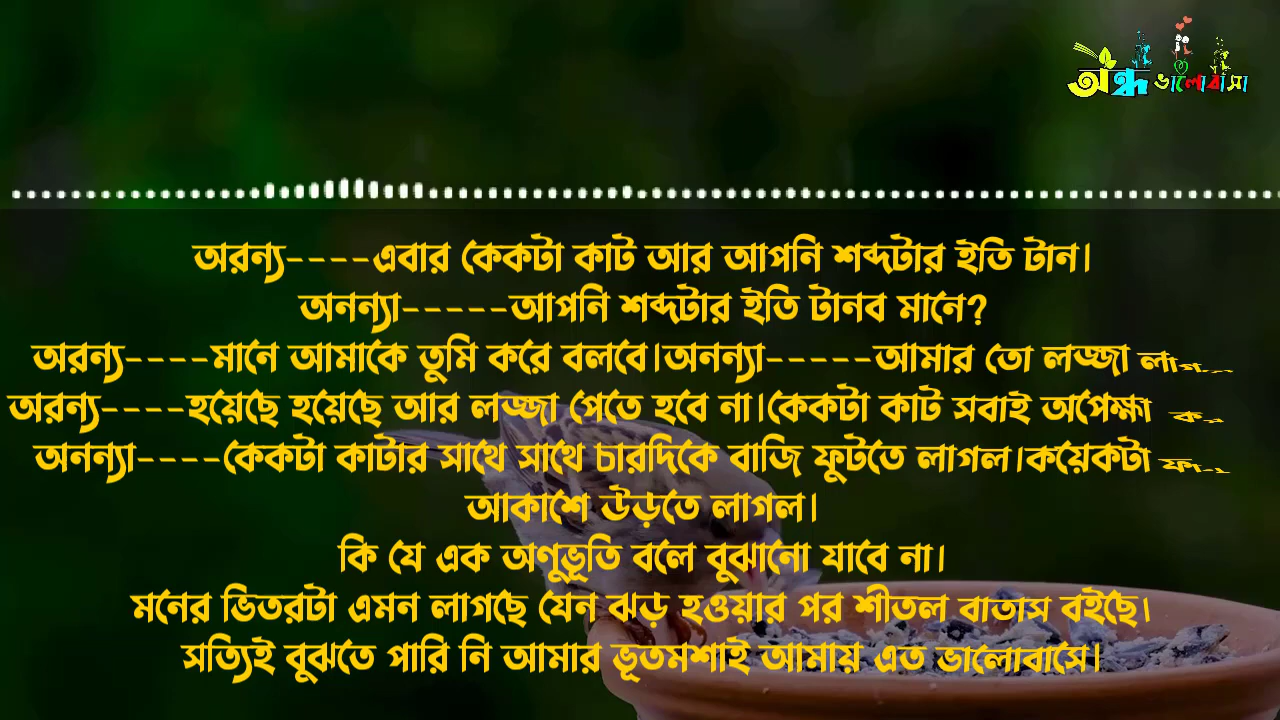 অন্ধ ভালোবাসা
অরন্য----এবার কেকটা কাট আর আপনি শব্দটার ইতি টান।
অনন্যা-----আপনি শব্দটার ইতি টানব মানে?
অরন্য----মানে আমাকে তুমি করে বলবে।অনন্যা-----আমার তো লজ্জা
অরন্য----হয়েছে হয়েছে আর লজ্জা পেতে হবে না।কেকটা কাট সবাই অপেক্ষা
অনন্যা----কেকটা কাটার সাথে সাথে চারদিকে বাজি ফুটতে লাগল।কয়েকটা
আকাশে উড়তে লাগল।
কি যে এক অণুভূতি বলে বুঝানো যাবে না।
মনের ভিতরটা এমন লাগছে যেন ঝড় হওয়ার পর শীতল বাতাস বইছে।
সত্যিই বুঝতে পারি নি আমার ভূতমশাই আমায় এত ভালোবাসে।